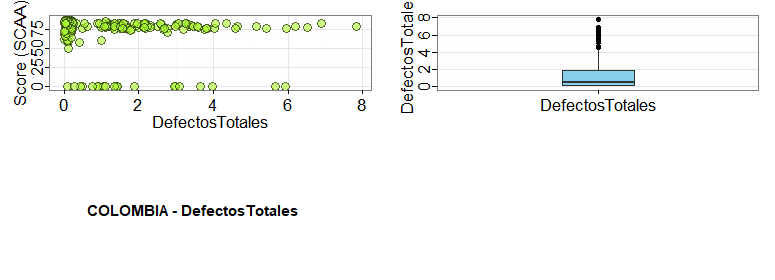 Score (SCAA)
0 25 50 75
0 2 4 6 8
DefectosTotales
DefectosTotale
0 2 4 6 8
DefectosTotales
COLOMBIA - DefectosTotales